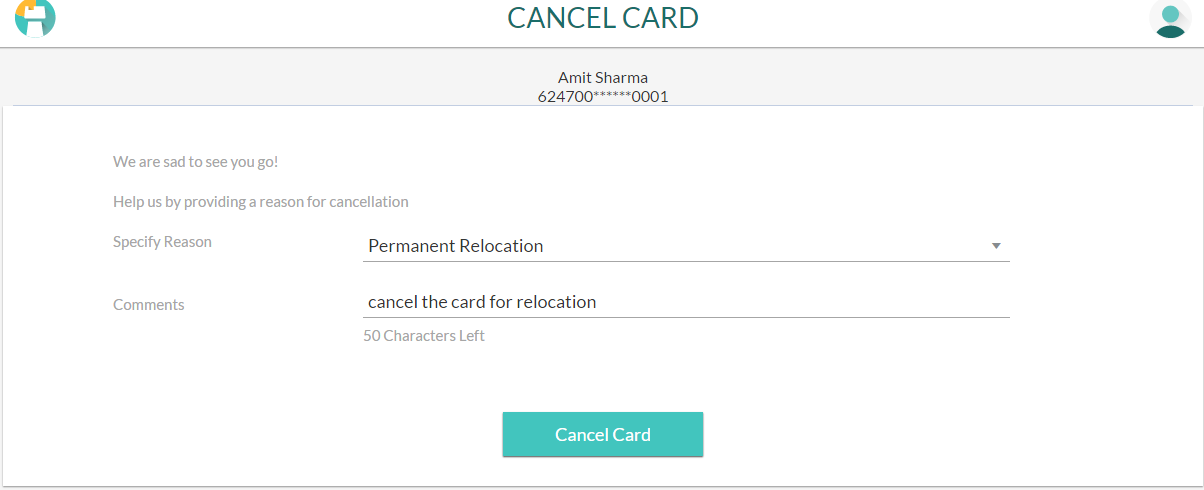 CANCEL CARD
Amit Sharma
624700******0001
We are sad to see you go!
Help us by providing a reason for cancellation
Specify Reason
Permanent Relocation
Comments
cancel the card for relocation
50 Characters Left
Cancel Card